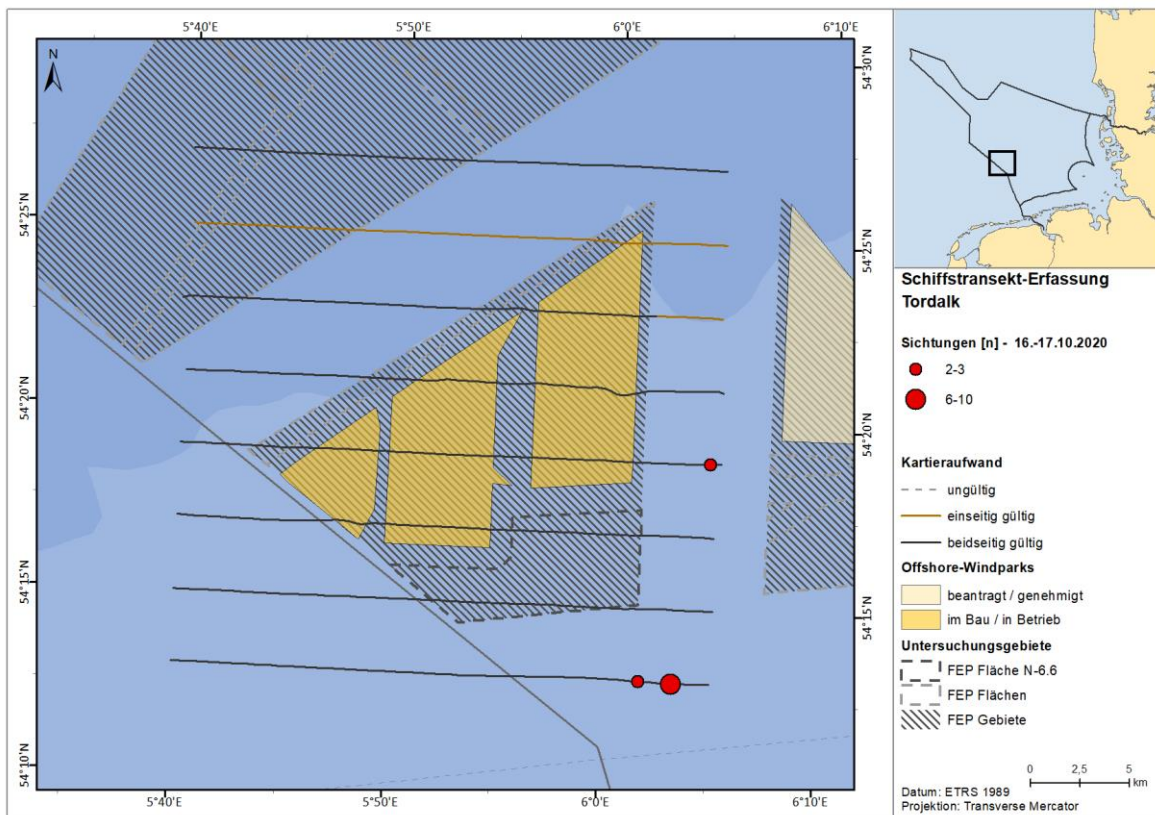 5°40'E 5°50'E 6°0'E 6°10'E
N
54°30'N
54°25'N
54°25'N
54°20'N
54°20'N
54°15'N
54°15'N
54°10'N
5°40'E 5°50'E 6°0'E 6°10'E
Schiffstransekt-Erfassung
Tordalk
Sichtungen [n] - 16.-17.10.2020
2-3
6-10
Kartieraufwand
ungültig
einseitig gültig
beidseitig gültig
Offshore-Windparks
beantragt / genehmigt
im Bau / in Betrieb
Untersuchungsgebiete
FEP Fläche N-6.6
FEP Flächen
FEP Gebiete
0 2,5 5
km
Datum: ETRS 1989
Projektion: Transverse Mercator